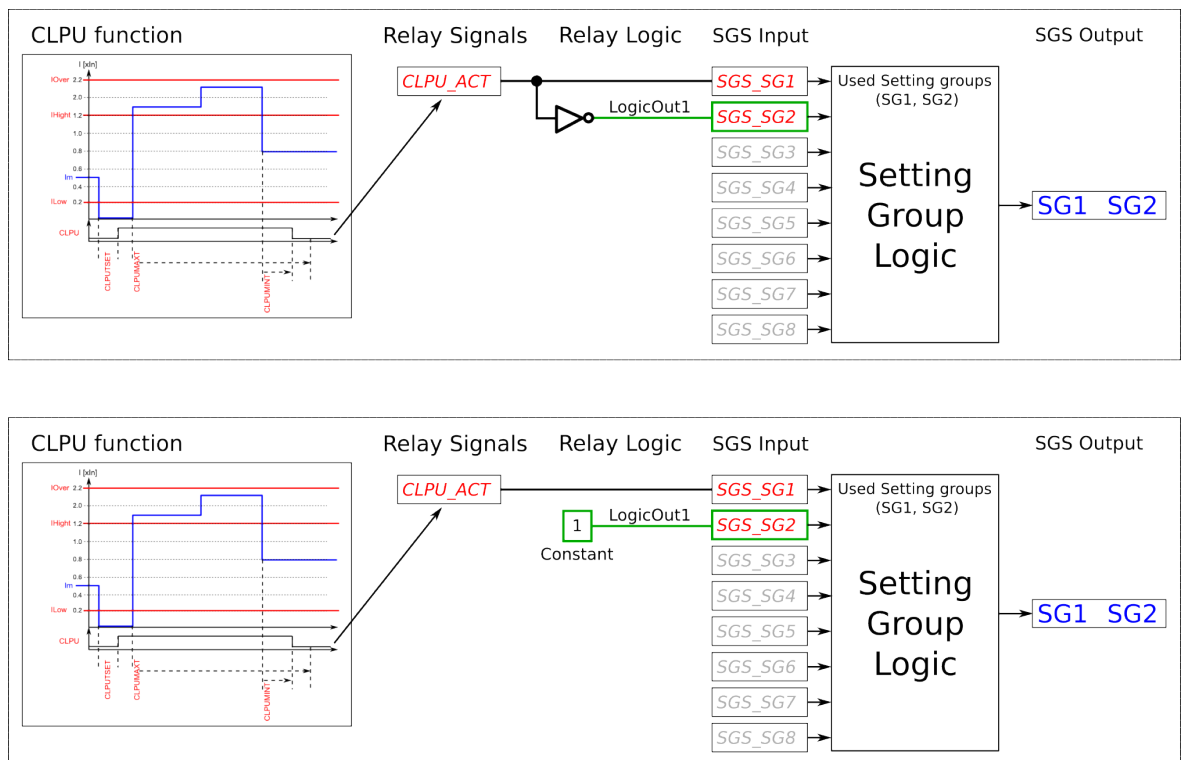 CLPU function
Relay Signals
Relay Logic
SGS Input
SGS Output
I [xIn]
IOver 2.2
2.0
IHight 1.2
1.0
0.8
0.6
Im
0.4
ILow 0.2
CLPU
CLPUTSET
CLPUMAXT
CLPUMINT
CLPU_ACT
LogicOut1
SGS_SG1
SGS_SG2
SGS_SG3
SGS_SG4
SGS_SG5
SGS_SG6
SGS_SG7
SGS_SG8
Used Setting groups
(SG1, SG2)
Setting
Group
Logic
SG1 SG2
CLPU function
Relay Signals
Relay Logic
SGS Input
SGS Output
I [xIn]
IOver 2.2
2.0
IHight 1.2
1.0
0.8
0.6
Im
0.4
ILow 0.2
CLPU
CLPUTSET
CLPUMAXT
CLPUMINT
CLPU_ACT
1
Constant
LogicOut1
SGS_SG1
SGS_SG2
SGS_SG3
SGS_SG4
SGS_SG5
SGS_SG6
SGS_SG7
SGS_SG8
Used Setting groups
(SG1, SG2)
Setting
Group
Logic
SG1 SG2